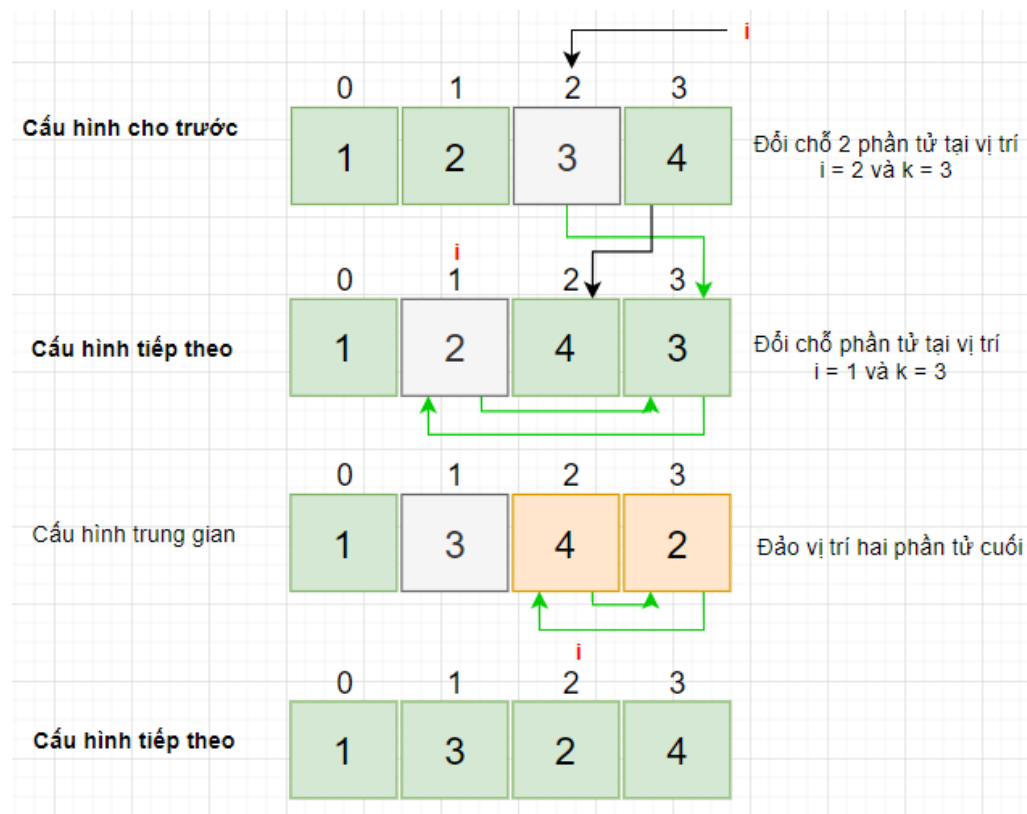 i
0 1 2 3
Cấu hình cho trước
1 2 3 4
Đổi chỗ 2 phần tử tại vị trí
i = 2 và k = 3
i
0 1 2 3
Cấu hình tiếp theo
1 2 4 3
Đổi chỗ phần tử tại vị trí
i = 1 và k = 3
0 1 2 3
Cấu hình trung gian
1 3 4 2
Đảo vị trí hai phần tử cuối
i
0 1 2 3
Cấu hình tiếp theo
1 3 2 4